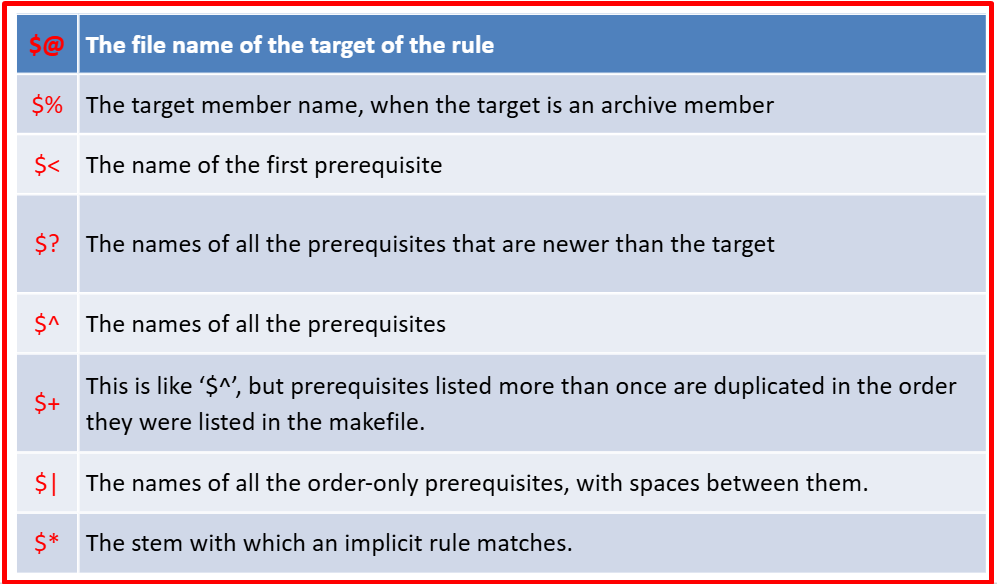 $@ The file name of the target of the rule
$% The target member name, when the target is an archive member
$< The name of the first prerequisite
$? The names of all the prerequisites that are newer than the target
$^ The names of all the prerequisites
$+ This is like ‘$^’, but prerequisites listed more than once are duplicated in the order
they were listed in the makefile.
$| The names of all the order-only prerequisites, with spaces between them.
$* The stem with which an implicit rule matches.